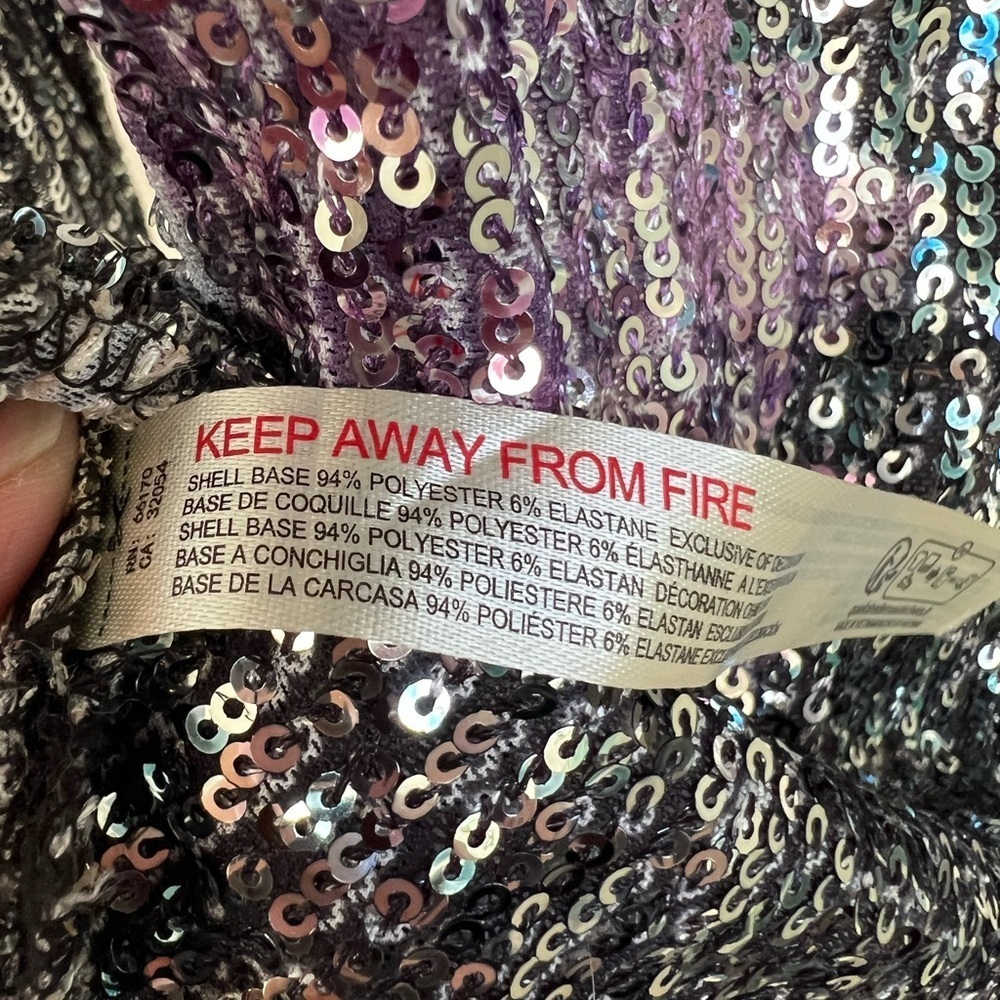 KEEP AWAY FROM FIRE
SHELL BASE 94% POLYESTER 6% ELASTANE EXCLUSIVE OF
BASE DE COQUILLE 94% POLYESTER 6% ÉLASTHANNE
SHELL BASE 94% POLYESTER 6% ELASTAN DÉCORATION
BASE A CONCHIGLIA 94% POLIESTERE 6% ELASTAN
BASE DE LA CARCASA 94% POLIÉSTER 6% ELASTANE
RN: 66170
CA: 32054